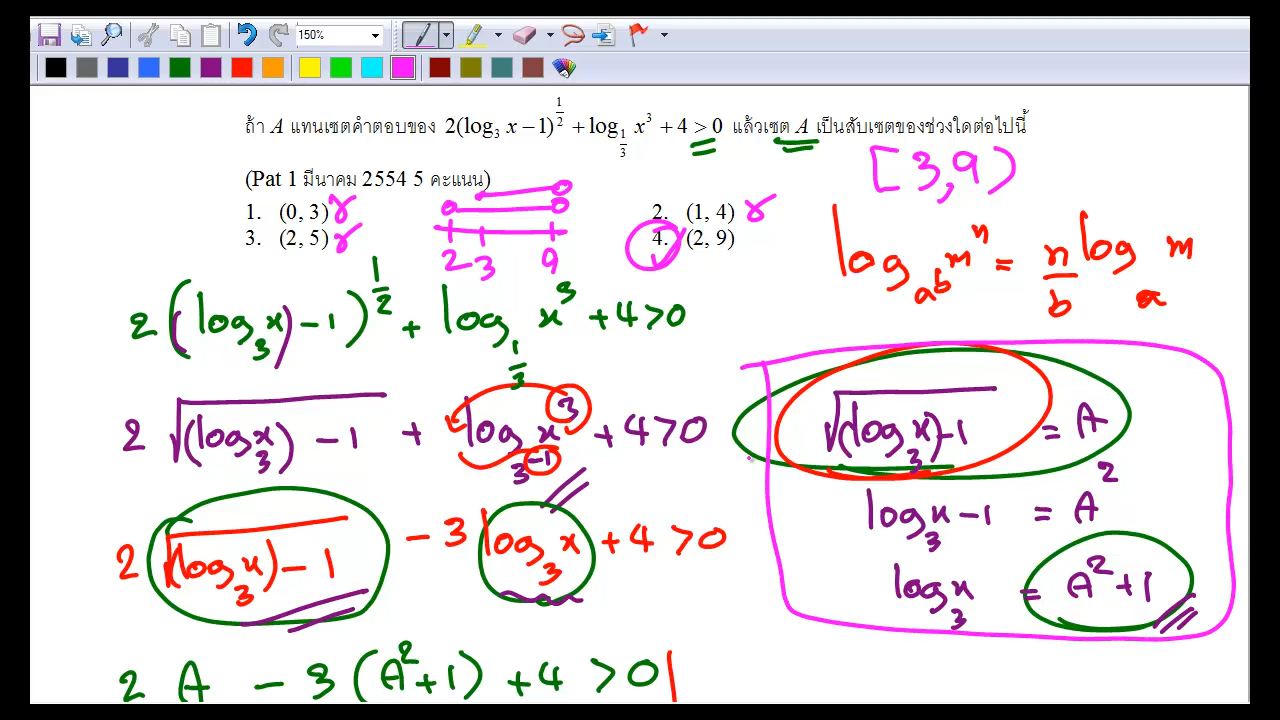 150%
ถ้า A แทนเซตคำตอบของ 2(log₃ x − 1)^(1/2) + log_(1/3) x³ + 4 > 0 แล้วเซต A เป็นสับเซตของช่วงใดต่อไปนี้
[3,9)
(Pat 1 มีนาคม 2554 5 คะแนน)
1. (0, 3) 2. (1, 4)
3. (2, 5) 4. (2, 9)
2 3 9
log_(a^b) m^n = n/b log_a m
2((log₃x) − 1)^(1/2) + log_(1/3) x³ + 4 > 0
2√((log₃x) − 1) + log_(3^(-1)) x³ + 4 > 0
√((log₃x) − 1) = A
log₃x − 1 = A²
2√((log₃x) − 1) − 3 log₃x + 4 > 0
log₃x = A² + 1
2A − 3(A² + 1) + 4 > 0